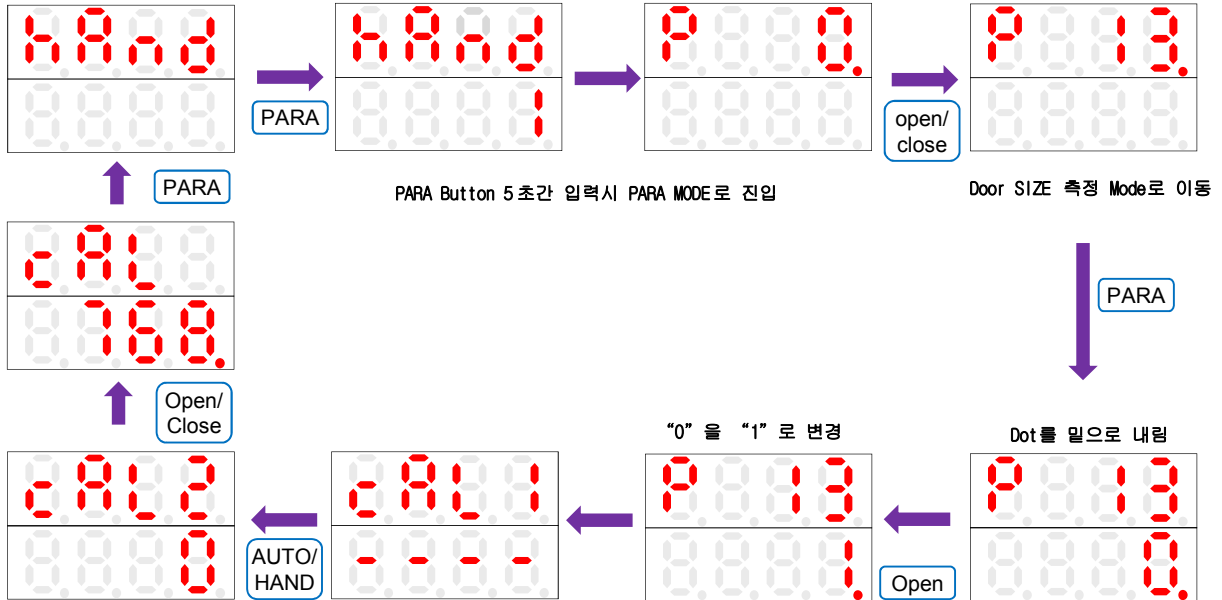 hAnd
PARA
hAnd
1
P 0.
open/
close
P 13.
PARA Button 5초간 입력시 PARA MODE로 진입
Door SIZE 측정 Mode로 이동
PARA
PARA
cAL
768.
Open/
Close
“0” 을 “1” 로 변경
Dot를 밑으로 내림
cAL2
0
AUTO/
HAND
cAL1
----
P 13
1.
Open
P 13
0.